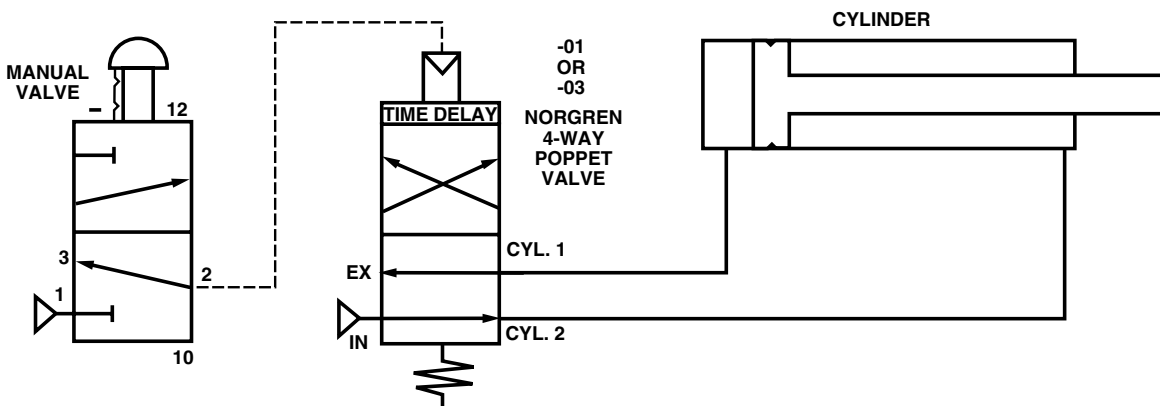 CYLINDER
MANUAL
VALVE
-
12
3
2
1
10
TIME DELAY
-01
OR
-03
NORGREN
4-WAY
POPPET
VALVE
CYL. 1
EX
IN
CYL. 2